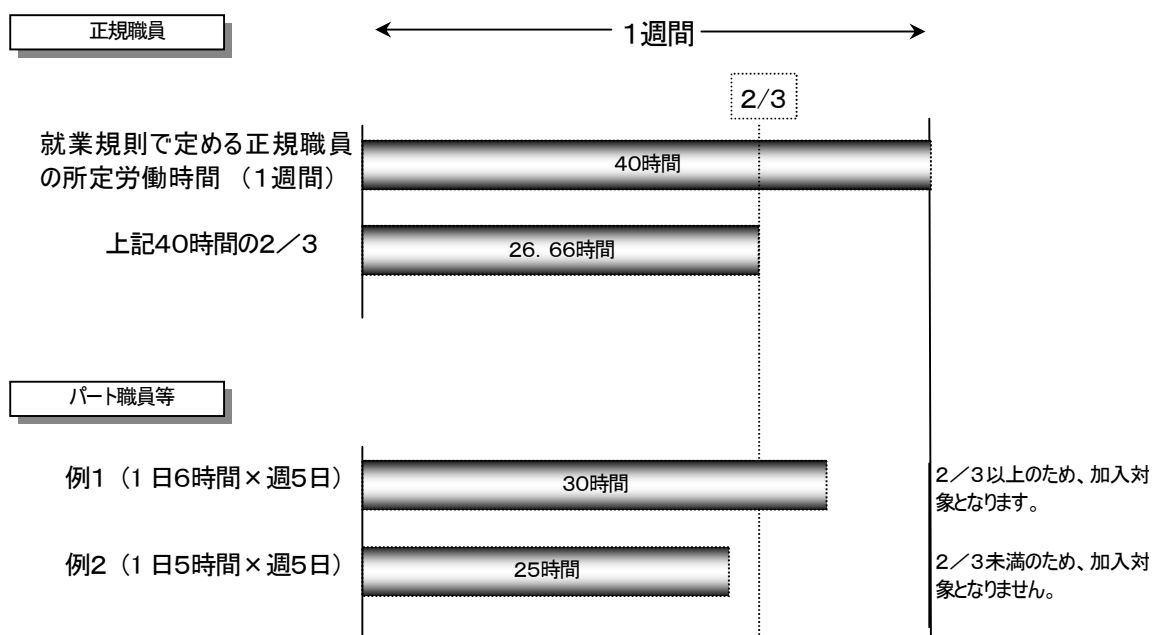 正規職員
1週間
2/3
就業規則で定める正規職員
の所定労働時間 （1週間）
40時間
上記40時間の2／3
26．66時間
パート職員等
例1（1日6時間×週5日）
30時間
2／3以上のため、加入対
象となります。
例2（1日5時間×週5日）
25時間
2／3未満のため、加入対
象となりません。